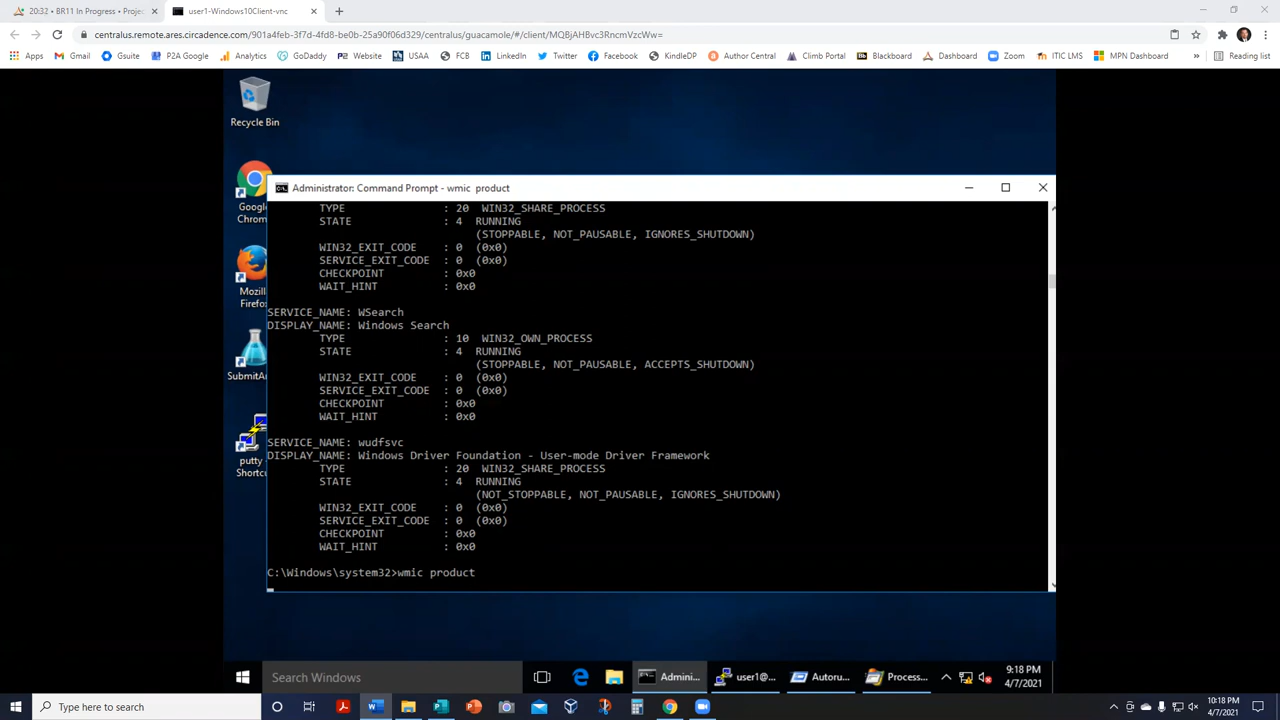 20:32 • BR11 In Progress • Projec
user1-Windows10Client-vnc
centralus.remote.ares.circadence.com/901a4feb-3f7d-4fd8-be0b-25a90f06d329/centralus/guacamole/#/client/MQBjAHBvc3RncmVzcWw=
Apps Gmail Gsuite P2A Google Analytics GoDaddy Website USAA FCB LinkedIn Twitter Facebook KindleDP Author Central Climb Portal Blackboard Dashboard Zoom ITIC LMS MPN Dashboard » Reading list
Recycle Bin
Google
Chrom
Mozil
Firefo
SubmitAr
putty
Shortc
Administrator: Command Prompt - wmic product
TYPE : 20 WIN32_SHARE_PROCESS
STATE : 4 RUNNING
(STOPPABLE, NOT_PAUSABLE, IGNORES_SHUTDOWN)
WIN32_EXIT_CODE : 0 (0x0)
SERVICE_EXIT_CODE : 0 (0x0)
CHECKPOINT : 0x0
WAIT_HINT : 0x0
SERVICE_NAME: WSearch
DISPLAY_NAME: Windows Search
TYPE : 10 WIN32_OWN_PROCESS
STATE : 4 RUNNING
(STOPPABLE, NOT_PAUSABLE, ACCEPTS_SHUTDOWN)
WIN32_EXIT_CODE : 0 (0x0)
SERVICE_EXIT_CODE : 0 (0x0)
CHECKPOINT : 0x0
WAIT_HINT : 0x0
SERVICE_NAME: wudfsvc
DISPLAY_NAME: Windows Driver Foundation - User-mode Driver Framework
TYPE : 20 WIN32_SHARE_PROCESS
STATE : 4 RUNNING
(NOT_STOPPABLE, NOT_PAUSABLE, IGNORES_SHUTDOWN)
WIN32_EXIT_CODE : 0 (0x0)
SERVICE_EXIT_CODE : 0 (0x0)
CHECKPOINT : 0x0
WAIT_HINT : 0x0
C:\Windows\system32>wmic product
Search Windows
Admini...
user1@...
Autoru...
Process...
9:18 PM
4/7/2021
Type here to search
10:18 PM
4/7/2021